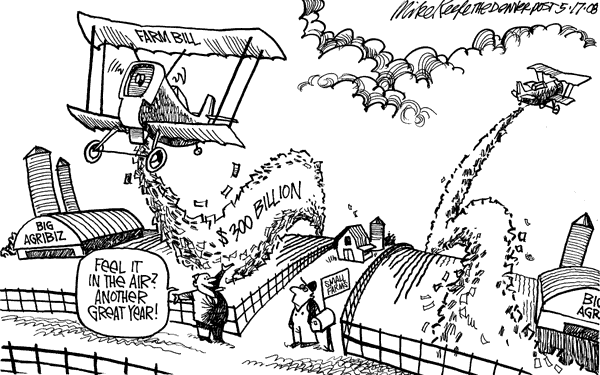 Mike Keefe THE DENVER POST 5·17·08
FARM BILL
$300 BILLION
BIG
AGRIBIZ
FEEL IT
IN THE AIR?
ANOTHER
GREAT YEAR!
SMALL
FARMS
BIG
AGR